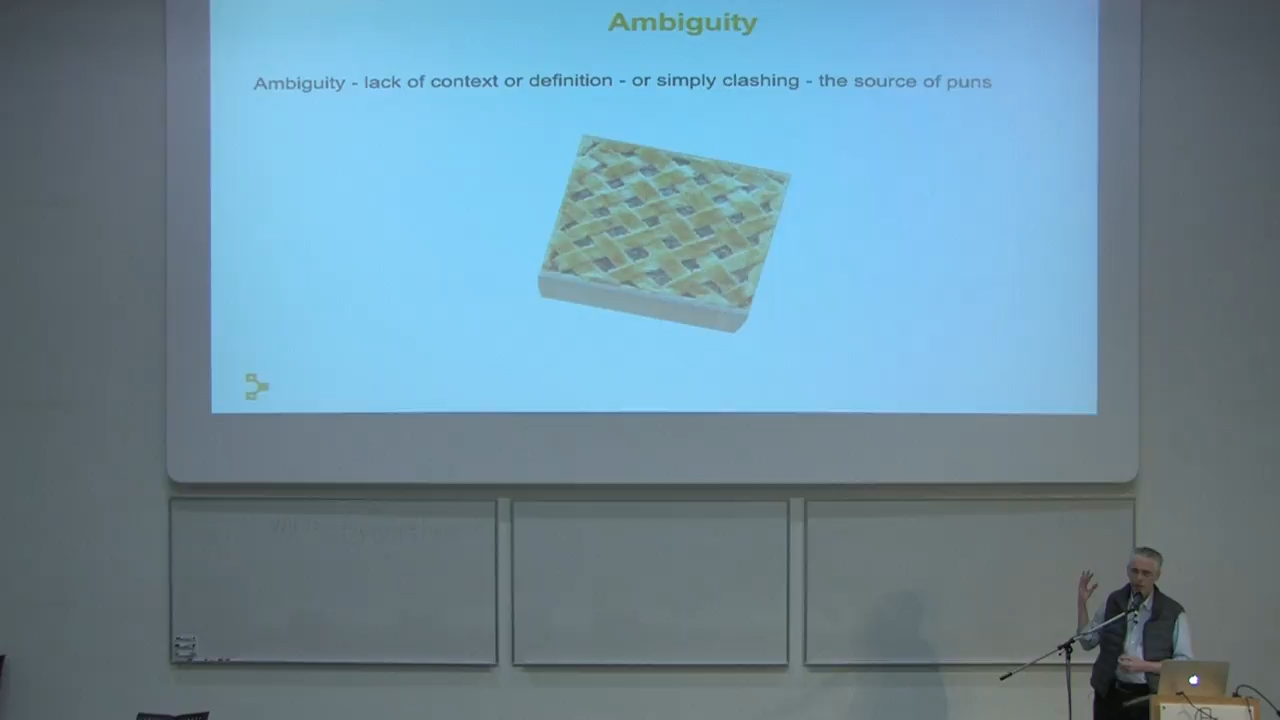 Ambiguity
Ambiguity - lack of context or definition - or simply clashing - the source of puns